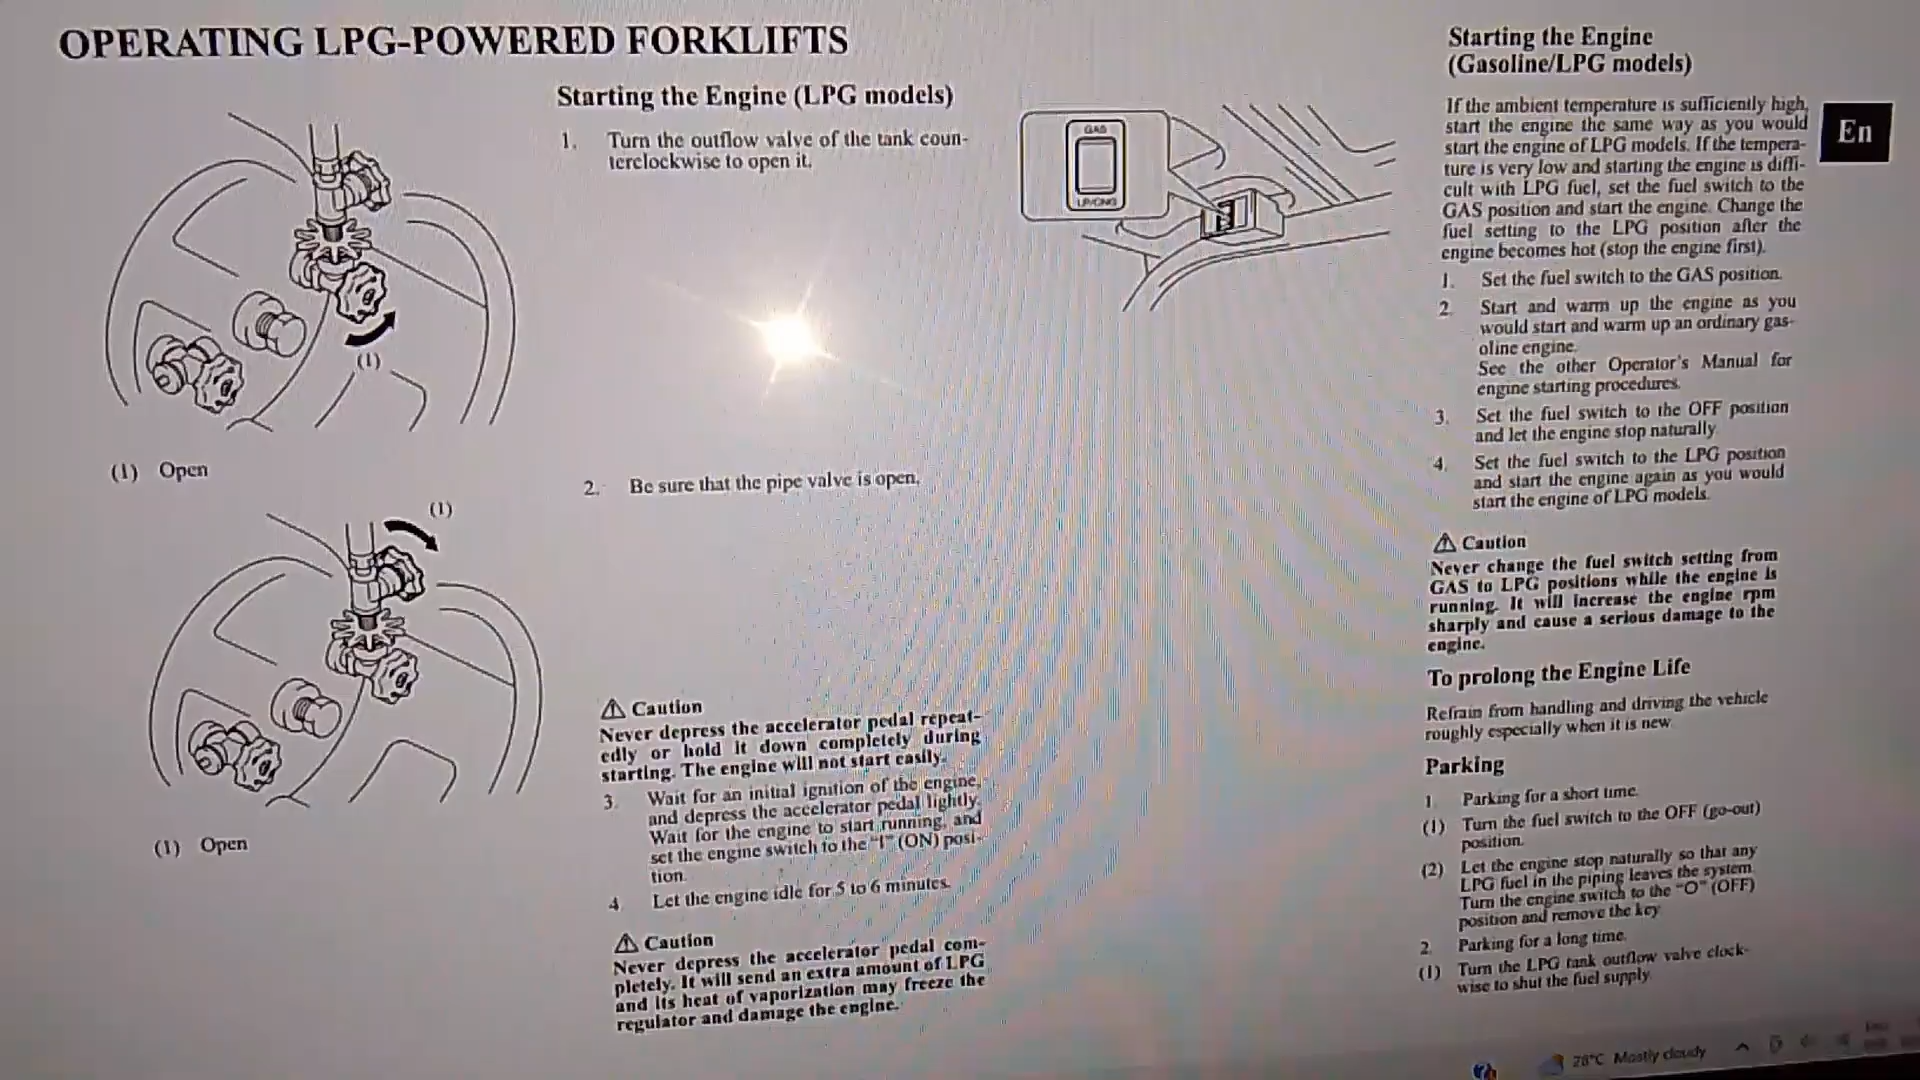 OPERATING LPG-POWERED FORKLIFTS
(1)
(1) Open
(1)
(1) Open
Starting the Engine (LPG models)
1. Turn the outflow valve of the tank coun-
terclockwise to open it.
2. Be sure that the pipe valve is open.
Caution
Never depress the accelerator pedal repeat-
edly or hold it down completely during
starting. The engine will not start easily.
3. Wait for an initial ignition of the engine,
and depress the accelerator pedal lightly.
Wait for the engine to start running, and
set the engine switch to the "I" (ON) posi-
tion.
4. Let the engine idle for 5 to 6 minutes.
Caution
Never depress the accelerator pedal com-
pletely. It will send an extra amount of LPG
and its heat of vaporization may freeze the
regulator and damage the engine.
GAS
LP/CNG
Starting the Engine
(Gasoline/LPG models)
If the ambient temperature is sufficiently high,
start the engine the same way as you would
start the engine of LPG models. If the tempera-
ture is very low and starting the engine is diffi-
cult with LPG fuel, set the fuel switch to the
GAS position and start the engine. Change the
fuel setting to the LPG position after the
engine becomes hot (stop the engine first).
1. Set the fuel switch to the GAS position.
2. Start and warm up the engine as you
would start and warm up an ordinary gas-
oline engine.
See the other Operator's Manual for
engine starting procedures.
3. Set the fuel switch to the OFF position
and let the engine stop naturally.
4. Set the fuel switch to the LPG position
and start the engine again as you would
start the engine of LPG models.
Caution
Never change the fuel switch setting from
GAS to LPG positions while the engine is
running. It will increase the engine rpm
sharply and cause a serious damage to the
engine.
To prolong the Engine Life
Refrain from handling and driving the vehicle
roughly especially when it is new.
Parking
1 Parking for a short time.
(1) Turn the fuel switch to the OFF (go-out)
position.
(2) Let the engine stop naturally so that any
LPG fuel in the piping leaves the system.
Turn the engine switch to the "O" (OFF)
position and remove the key.
2. Parking for a long time.
(1) Turn the LPG tank outflow valve clock-
wise to shut the fuel supply.
En
28°C Mostly cloudy